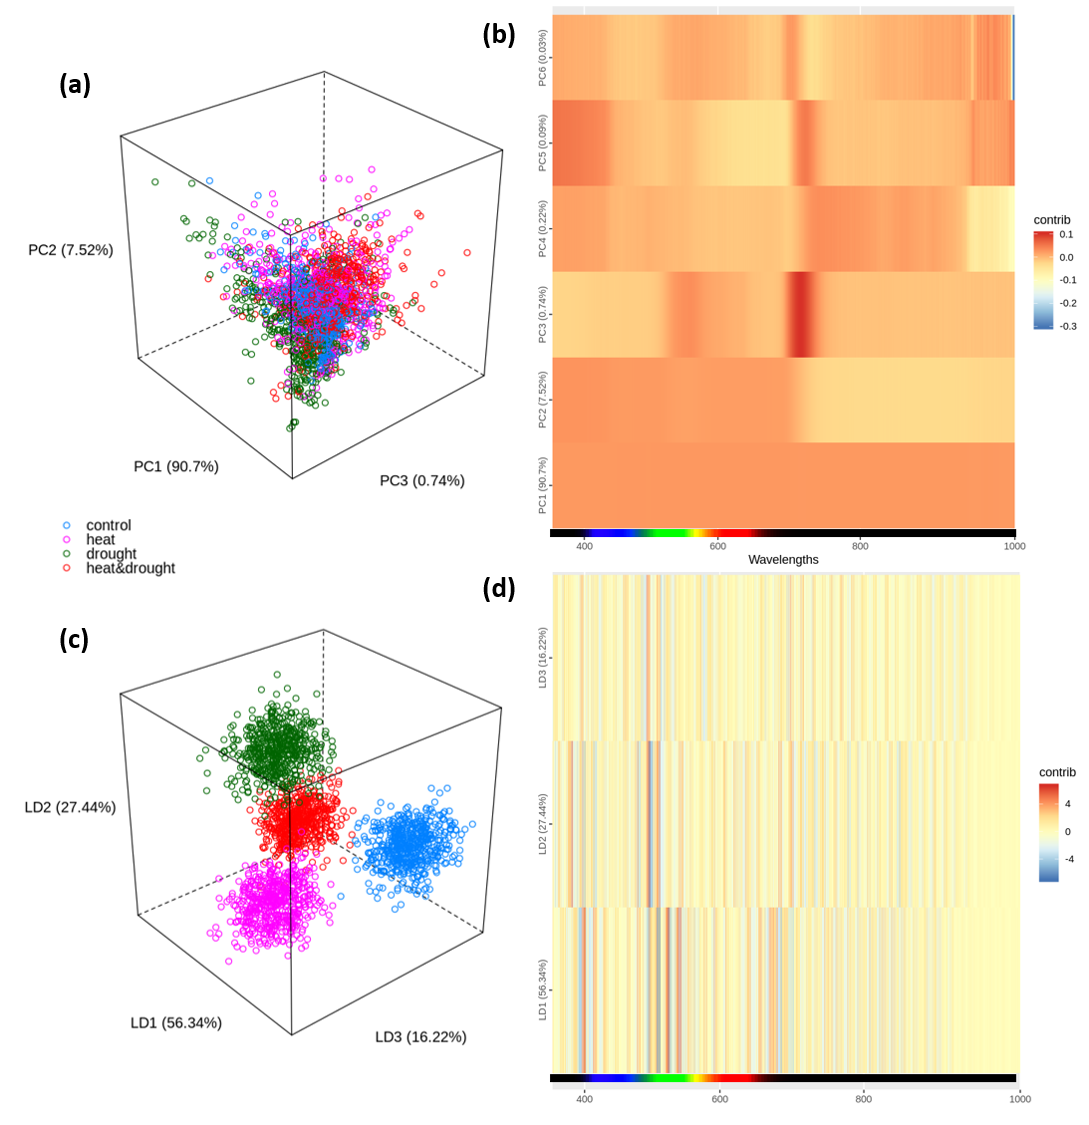 (a)
PC2 (7.52%)
PC1 (90.7%)
PC3 (0.74%)
control
heat
drought
heat&drought
(b)
PC6 (0.03%)
PC5 (0.09%)
PC4 (0.22%)
PC3 (0.74%)
PC2 (7.52%)
PC1 (90.7%)
400 600 800 1000
Wavelengths
contrib
0.1
0.0
-0.1
-0.2
-0.3
(c)
LD2 (27.44%)
LD1 (56.34%)
LD3 (16.22%)
(d)
LD3 (16.22%)
LD2 (27.44%)
LD1 (56.34%)
400 600 800 1000
contrib
4
0
-4